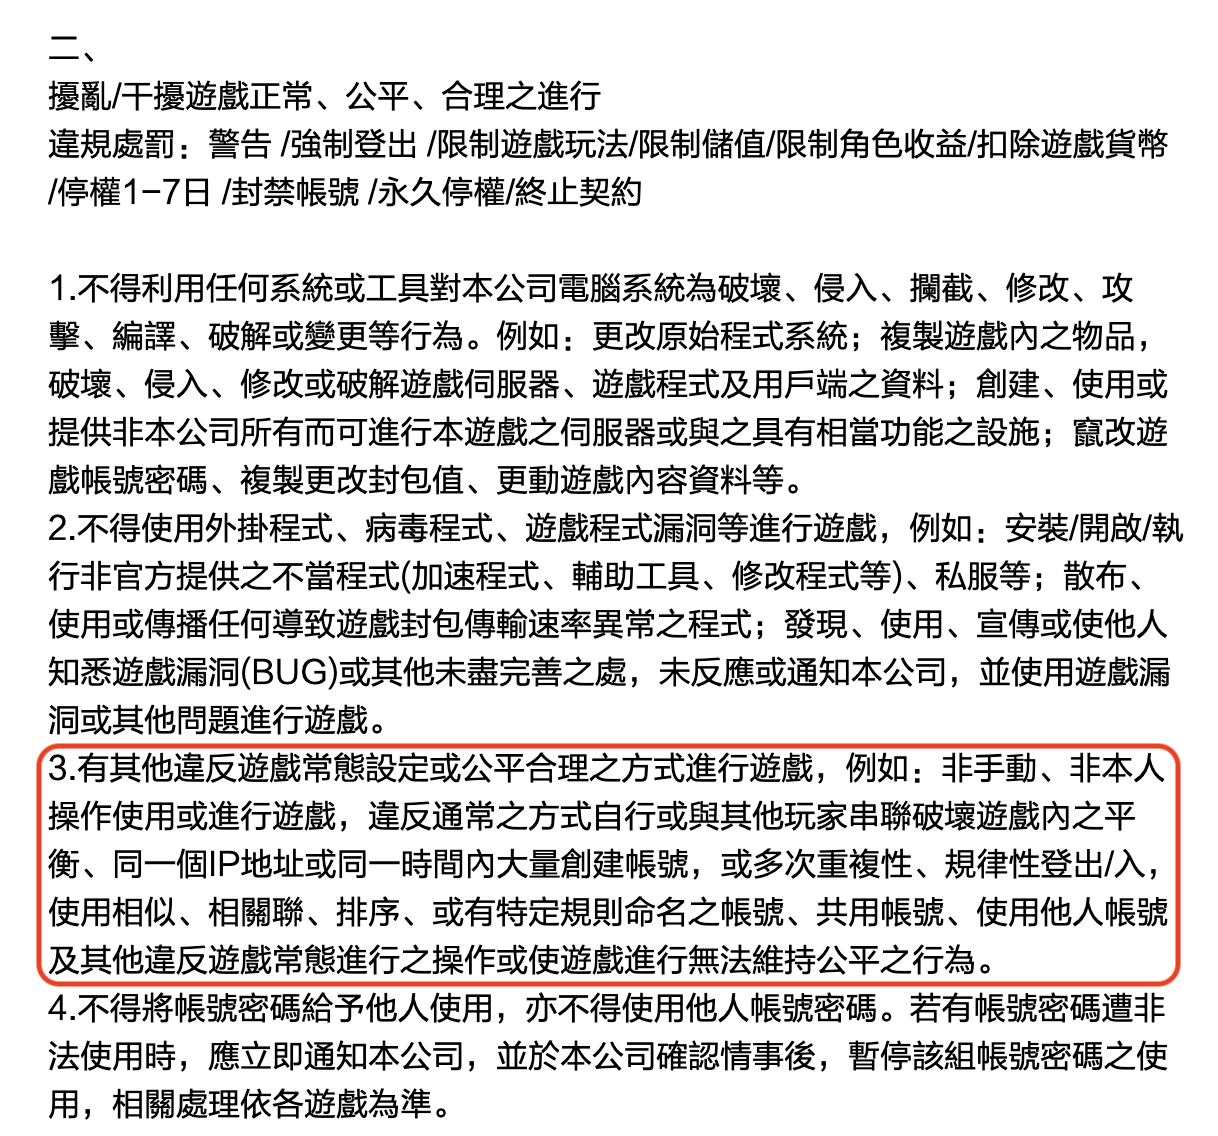 二、
擾亂/干擾遊戲正常、公平、合理之進行
違規處罰：警告 /強制登出 /限制遊戲玩法/限制儲值/限制角色收益/扣除遊戲貨幣
/停權1-7日 /封禁帳號 /永久停權/終止契約
1.不得利用任何系統或工具對本公司電腦系統為破壞、侵入、攔截、修改、攻
擊、編譯、破解或變更等行為。例如：更改原始程式系統；複製遊戲內之物品，
破壞、侵入、修改或破解遊戲伺服器、遊戲程式及用戶端之資料；創建、使用或
提供非本公司所有而可進行本遊戲之伺服器或與之具有相當功能之設施；竄改遊
戲帳號密碼、複製更改封包值、更動遊戲內容資料等。
2.不得使用外掛程式、病毒程式、遊戲程式漏洞等進行遊戲，例如：安裝/開啟/執
行非官方提供之不當程式(加速程式、輔助工具、修改程式等)、私服等；散布、
使用或傳播任何導致遊戲封包傳輸速率異常之程式；發現、使用、宣傳或使他人
知悉遊戲漏洞(BUG)或其他未盡完善之處，未反應或通知本公司，並使用遊戲漏
洞或其他問題進行遊戲。
3.有其他違反遊戲常態設定或公平合理之方式進行遊戲，例如：非手動、非本人
操作使用或進行遊戲，違反通常之方式自行或與其他玩家串聯破壞遊戲內之平
衡、同一個IP地址或同一時間內大量創建帳號，或多次重複性、規律性登出/入，
使用相似、相關聯、排序、或有特定規則命名之帳號、共用帳號、使用他人帳號
及其他違反遊戲常態進行之操作或使遊戲進行無法維持公平之行為。
4.不得將帳號密碼給予他人使用，亦不得使用他人帳號密碼。若有帳號密碼遭非
法使用時，應立即通知本公司，並於本公司確認情事後，暫停該組帳號密碼之使
用，相關處理依各遊戲為準。